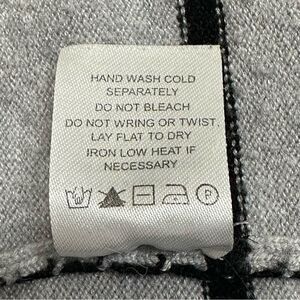 HAND WASH COLD
SEPARATELY
DO NOT BLEACH
DO NOT WRING OR TWIST.
LAY FLAT TO DRY
IRON LOW HEAT IF
NECESSARY
P